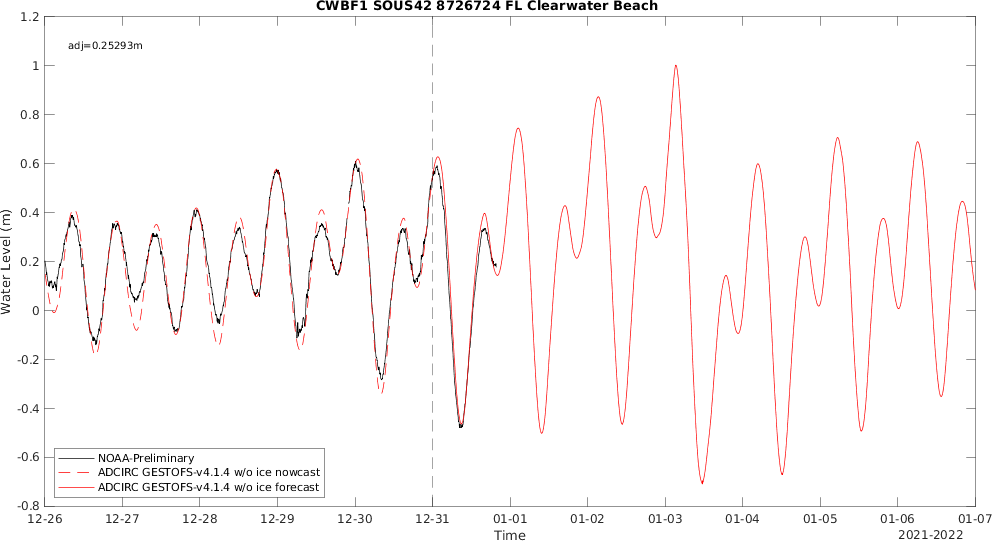 CWBF1 SOUS42 8726724 FL Clearwater Beach
adj=0.25293m
Water Level (m)
1.2
1
0.8
0.6
0.4
0.2
0
-0.2
-0.4
-0.6
-0.8
NOAA-Preliminary
ADCIRC GESTOFS-v4.1.4 w/o ice nowcast
ADCIRC GESTOFS-v4.1.4 w/o ice forecast
12-26 12-27 12-28 12-29 12-30 12-31 01-01 01-02 01-03 01-04 01-05 01-06 01-07
Time
2021-2022